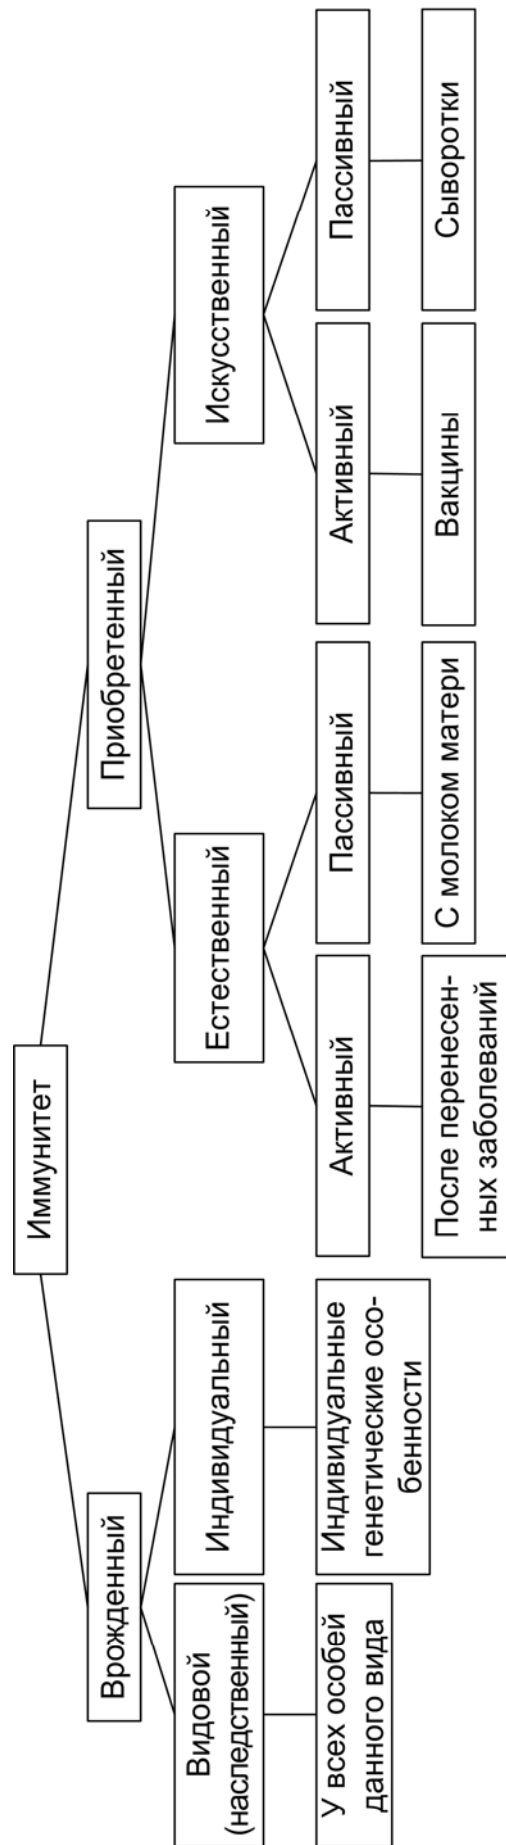 Иммунитет
Врожденный
Приобретенный
Видовой
(наследственный)
Индивидуальный
Естественный
Искусственный
У всех особей
данного вида
Индивидуальные
генетические осо-
бенности
Активный
Пассивный
Активный
Пассивный
После перенесен-
ных заболеваний
С молоком матери
Вакцины
Сыворотки